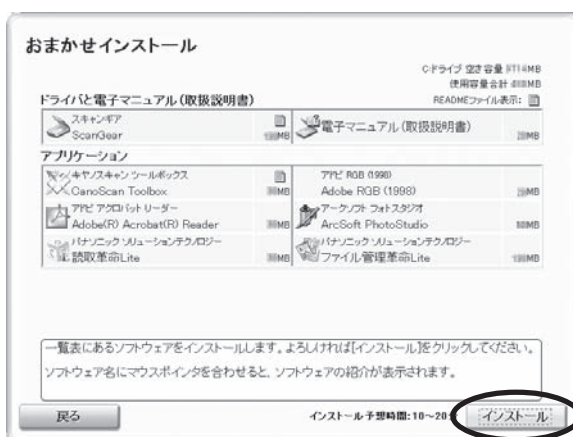 おまかせインストール
C:ドライブ 空き容量 MB
使用容量合計 MB
ドライバと電子マニュアル(取扱説明書)
READMEファイル表示:
スキャンギア
ScanGear
MB
電子マニュアル(取扱説明書)
MB
アプリケーション
キヤノスキャン ツールボックス
CanoScan Toolbox
MB
アドビ RGB (1998)
Adobe RGB (1998)
MB
アドビ アクロバット リーダー
Adobe(R) Acrobat(R) Reader
MB
アークソフト フォトスタジオ
ArcSoft PhotoStudio
MB
パナソニック ソリューションテクノロジー
読取革命Lite
MB
パナソニック ソリューションテクノロジー
ファイル管理革命Lite
MB
一覧表にあるソフトウェアをインストールします。よろしければ[インストール]をクリックしてください。
ソフトウェア名にマウスポインタを合わせると、ソフトウェアの紹介が表示されます。
戻る
インストール予想時間:10~20
インストール